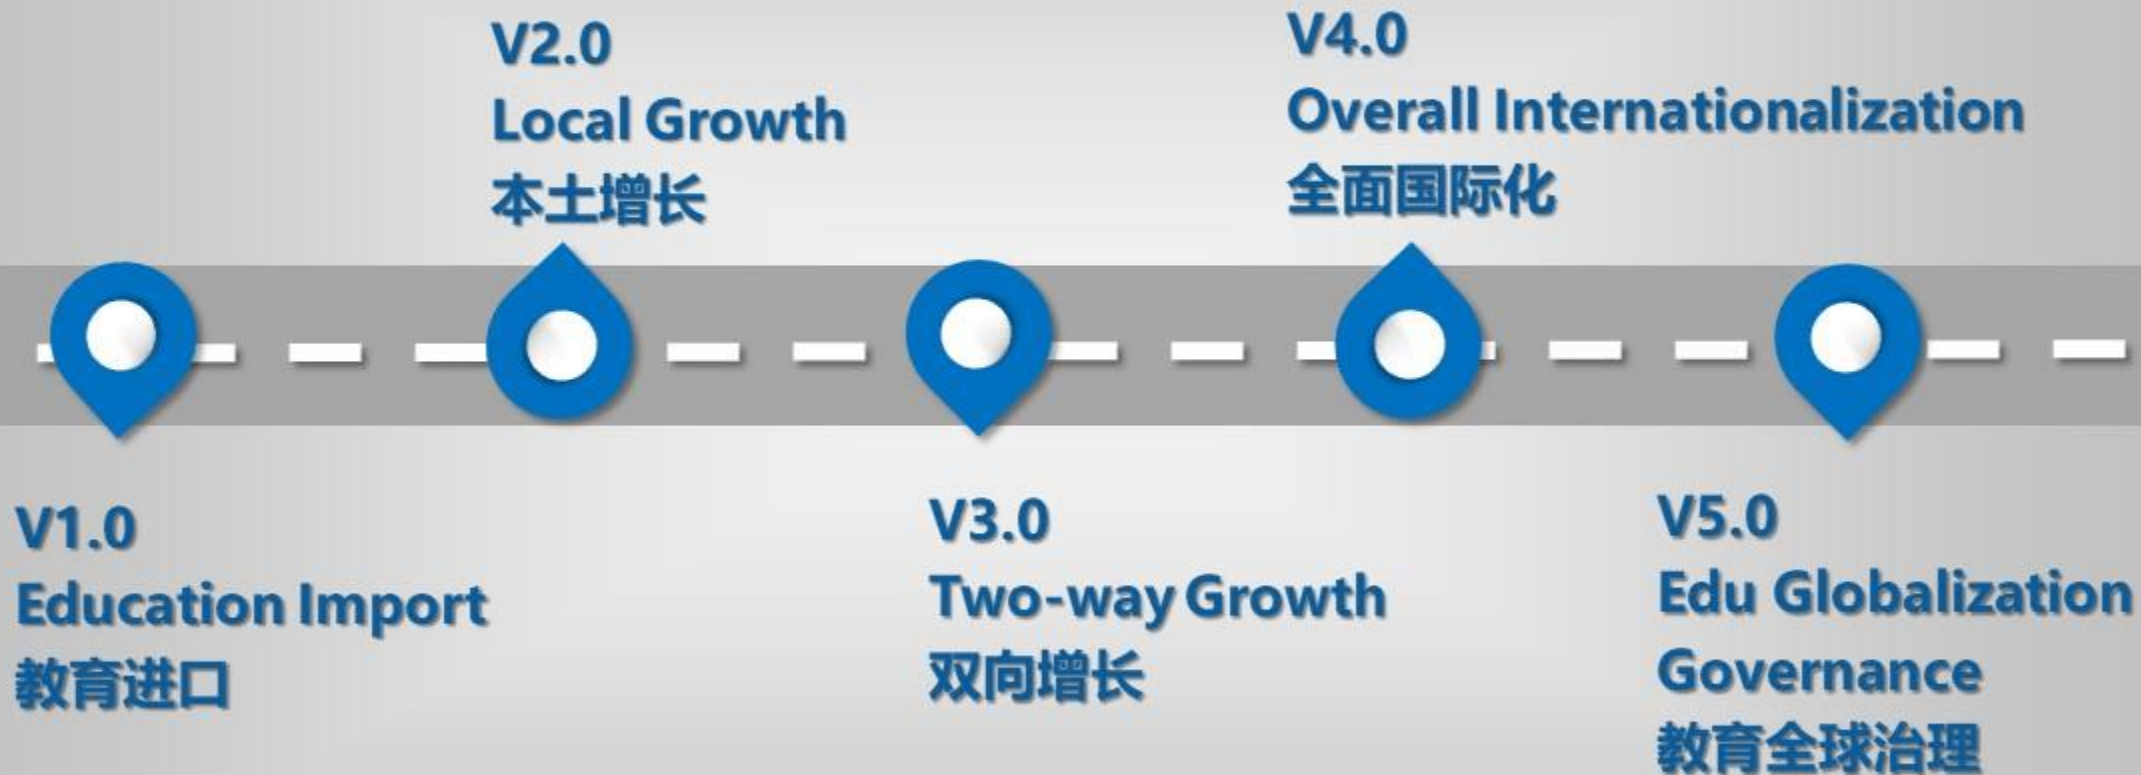 V1.0
Education Import
教育进口
V2.0
Local Growth
本土增长
V3.0
Two-way Growth
双向增长
V4.0
Overall Internationalization
全面国际化
V5.0
Edu Globalization
Governance
教育全球治理